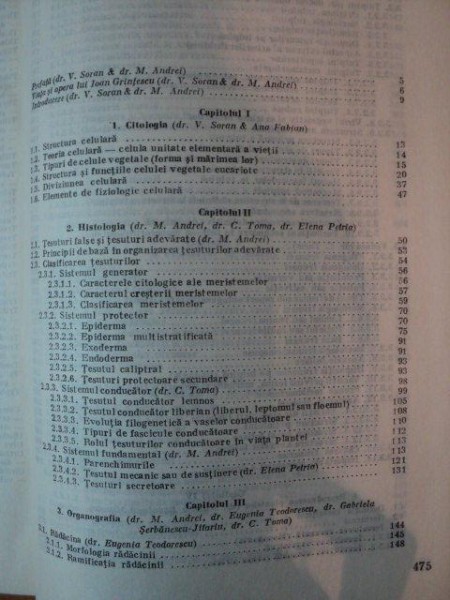 Prefață (dr. V. Soran & dr. M. Andrei) . . . 5
Viața și opera lui Ioan Grințescu (dr. V. Soran & dr. M. Andrei) . . . 6
Introducere (dr. V. Soran & dr. M. Andrei) . . . 9
Capitolul I
1. Citologia (dr. V. Soran & Ana Fabian)
1.1. Structura celulară . . . 13
1.2. Teoria celulară — celula unitate elementară a vieții . . . 14
1.3. Tipuri de celule vegetale (forma și mărimea lor) . . . 15
1.4. Structura și funcțiile celulei vegetale eucariote . . . 20
1.5. Diviziunea celulară . . . 37
1.6. Elemente de fiziologie celulară . . . 47
Capitolul II
2. Histologia (dr. M. Andrei, dr. C. Toma, dr. Elena Petria)
2.1. Țesuturi false și țesuturi adevărate (dr. M. Andrei) . . . 50
2.2. Principii de bază în organizarea țesuturilor adevărate . . . 53
2.3. Clasificarea țesuturilor . . . 54
2.3.1. Sistemul generator . . . 56
2.3.1.1. Caracterele citologice ale meristemelor . . . 56
2.3.1.2. Caracterul creșterii meristemelor . . . 57
2.3.1.3. Clasificarea meristemelor . . . 59
2.3.2. Sistemul protector . . . 70
2.3.2.1. Epiderma . . . 70
2.3.2.2. Epiderma multistratificată . . . 75
2.3.2.3. Exoderma . . . 91
2.3.2.4. Endoderma . . . 91
2.3.2.5. Țesutul caliptral . . . 93
2.3.2.6. Țesuturi protectoare secundare . . . 93
2.3.3. Sistemul conducător (dr. C. Toma) . . . 98
2.3.3.1. Țesutul conducător lemnos . . . 99
2.3.3.2. Țesutul conducător liberian (liberul, leptomul sau floemul) . . . 105
2.3.3.3. Evoluția filogenetică a vaselor conducătoare . . . 108
2.3.3.4. Tipuri de fascicule conducătoare . . . 110
2.3.3.5. Rolul țesuturilor conducătoare în viața plantei . . . 112
2.3.4. Sistemul fundamental (dr. M. Andrei) . . . 113
2.3.4.1. Parenchimurile . . . 113
2.3.4.2. Țesutul mecanic sau de susținere (dr. Elena Petria) . . . 121
2.3.4.3. Țesuturi secretoare . . . 131
Capitolul III
3. Organografia (dr. M. Andrei, dr. Eugenia Teodorescu, dr. Gabriela
Șerbănescu-Jitariu, dr. C. Toma)
3.1. Rădăcina (dr. Eugenia Teodorescu) . . . 144
3.1.1. Morfologia rădăcinii . . . 145
3.1.2. Ramificația rădăcinii . . . 148
475